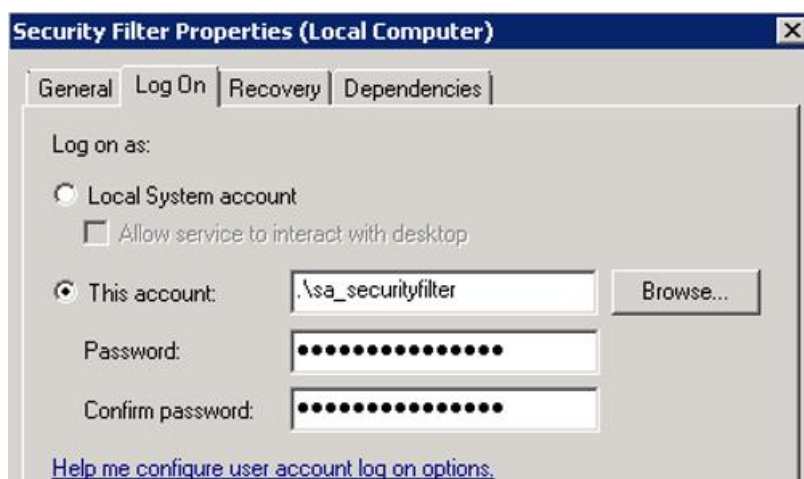 Security Filter Properties (Local Computer)
General Log On Recovery Dependencies
Log on as:
Local System account
Allow service to interact with desktop
This account: .\sa_securityfilter Browse...
Password: •••••••••••••••
Confirm password: •••••••••••••••
Help me configure user account log on options.